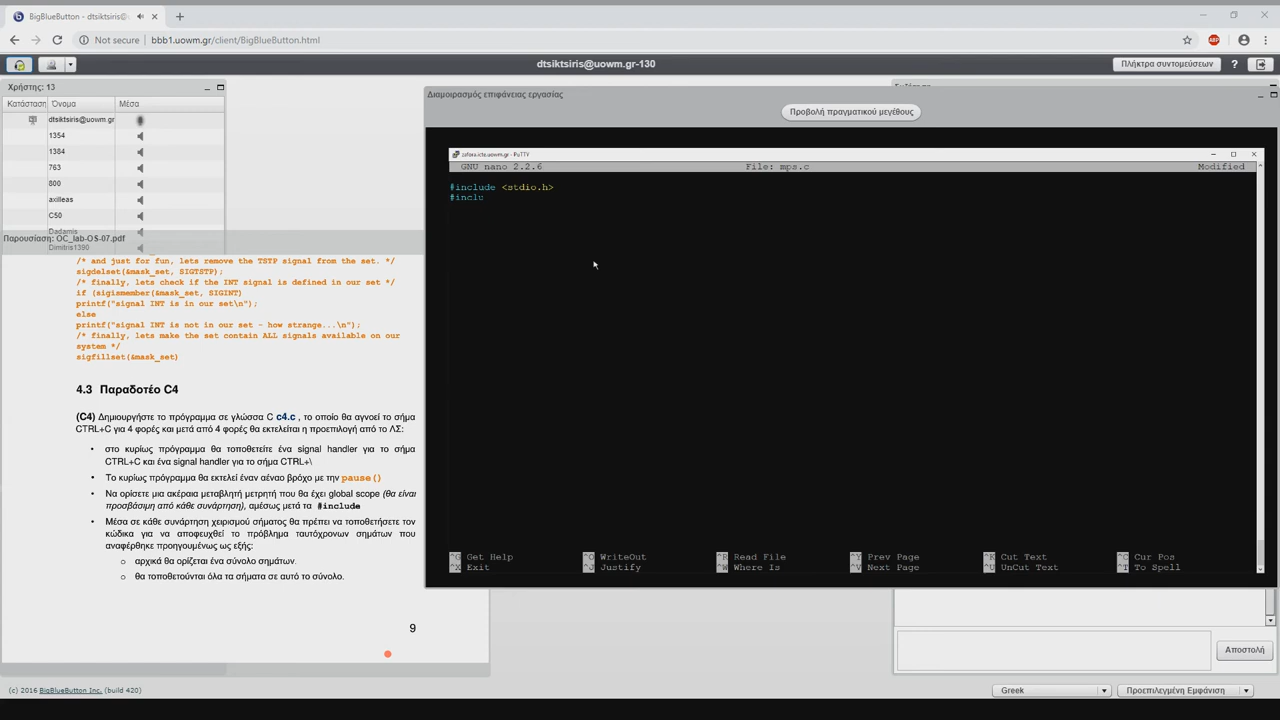 BigBlueButton - dtsiktsiris@
Not secure
bbb1.uowm.gr/client/BigBlueButton.html
dtsiktsiris@uowm.gr-130
Πλήκτρα συντομεύσεων
?
Χρήστης: 13
Κατάσταση
Όνομα
Μέσα
dtsiktsiris@uowm.gr
1354
1384
763
800
axilleas
C50
Dadamis
Dimitris1390
Παρουσίαση: OC_lab-OS-07.pdf
/* and just for fun, lets remove the TSTP signal from the set. */
sigdelset(&mask_set, SIGTSTP);
/* finally, lets check if the INT signal is defined in our set */
if (sigismember(&mask_set, SIGINT)
printf("signal INT is in our set\n");
else
printf("signal INT is not in our set - how strange...\n");
/* finally, lets make the set contain ALL signals available on our
system */
sigfillset(&mask_set)
4.3 Παραδοτέο C4
(C4) Δημιουργήστε το πρόγραμμα σε γλώσσα C c4.c , το οποίο θα αγνοεί το σήμα
CTRL+C για 4 φορές και μετά από 4 φορές θα εκτελείται η προεπιλογή από το ΛΣ:
• στο κυρίως πρόγραμμα θα τοποθετείτε ένα signal handler για το σήμα
CTRL+C και ένα signal handler για το σήμα CTRL+\
• Το κυρίως πρόγραμμα θα εκτελεί έναν αέναο βρόχο με την pause()
• Να ορίσετε μια ακέραια μεταβλητή μετρητή που θα έχει global scope (θα είναι
προσβάσιμη από κάθε συνάρτηση), αμέσως μετά τα #include
• Μέσα σε κάθε συνάρτηση χειρισμού σήματος θα πρέπει να τοποθετήσετε τον
κώδικα για να αποφευχθεί το πρόβλημα ταυτόχρονων σημάτων που
αναφέρθηκε προηγουμένως ως εξής:
o αρχικά θα ορίζεται ένα σύνολο σημάτων.
o θα τοποθετούνται όλα τα σήματα σε αυτό το σύνολο.
9
Διαμοιρασμός επιφάνειας εργασίας
Προβολή πραγματικού μεγέθους
zafora.icte.uowm.gr - PuTTY
GNU nano 2.2.6
File: mps.c
Modified
#include <stdio.h>
#inclu
^G Get Help
^O WriteOut
^R Read File
^Y Prev Page
^K Cut Text
^C Cur Pos
^X Exit
^J Justify
^W Where Is
^V Next Page
^U UnCut Text
^T To Spell
Αποστολή
(c) 2016 BigBlueButton Inc. (build 420)
Greek
Προεπιλεγμένη Εμφάνιση